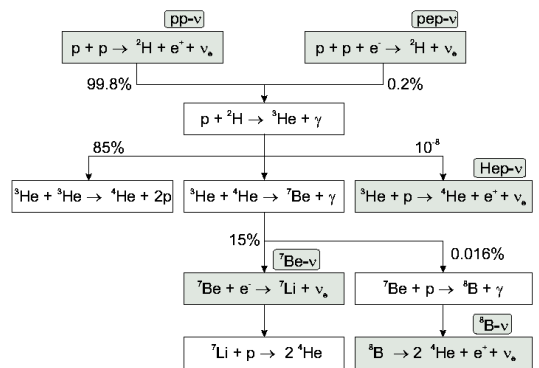 pp-ν
pep-ν
p + p → ²H + e⁺ + νₑ
p + p + e⁻ → ²H + νₑ
99.8%
0.2%
p + ²H → ³He + γ
85%
10⁻⁸
Hep-ν
³He + ³He → ⁴He + 2p
³He + ⁴He → ⁷Be + γ
³He + p → ⁴He + e⁺ + νₑ
15%
0.016%
⁷Be-ν
⁷Be + e⁻ → ⁷Li + νₑ
⁷Be + p → ⁸B + γ
⁸B-ν
⁷Li + p → 2 ⁴He
⁸B → 2 ⁴He + e⁺ + νₑ